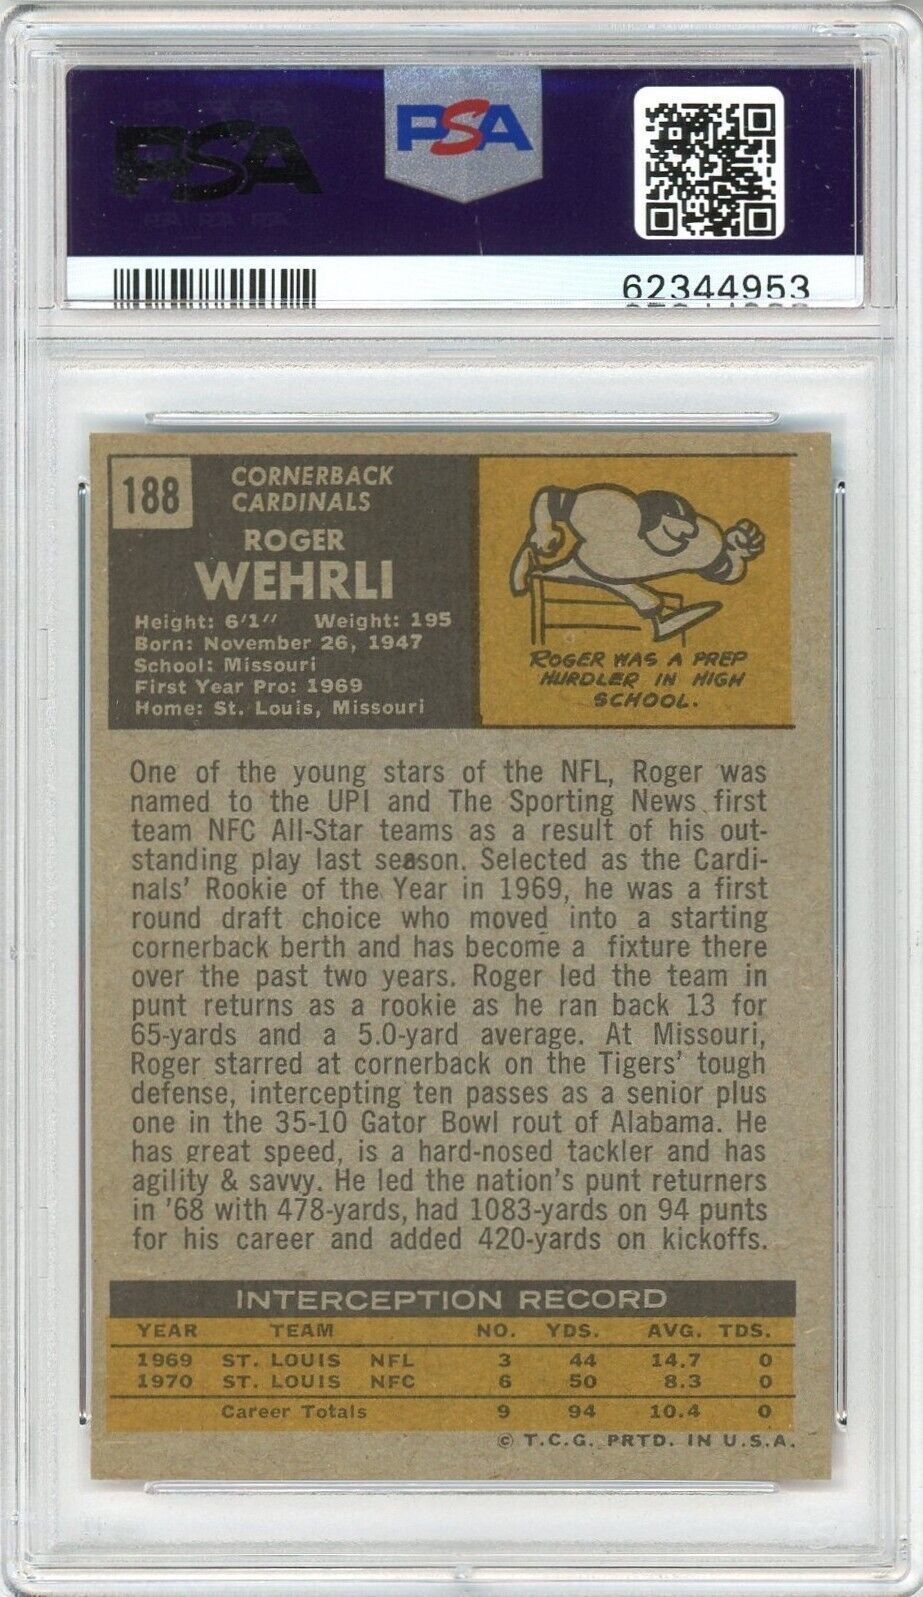 PSA
PSA
62344953
188
CORNERBACK
CARDINALS
ROGER
WEHRLI
Height: 6'1" Weight: 195
Born: November 26, 1947
School: Missouri
First Year Pro: 1969
Home: St. Louis, Missouri
ROGER WAS A PREP
HURDLER IN HIGH
SCHOOL.
One of the young stars of the NFL, Roger was
named to the UPI and The Sporting News first
team NFC All-Star teams as a result of his out-
standing play last season. Selected as the Cardi-
nals' Rookie of the Year in 1969, he was a first
round draft choice who moved into a starting
cornerback berth and has become a fixture there
over the past two years. Roger led the team in
punt returns as a rookie as he ran back 13 for
65-yards and a 5.0-yard average. At Missouri,
Roger starred at cornerback on the Tigers' tough
defense, intercepting ten passes as a senior plus
one in the 35-10 Gator Bowl rout of Alabama. He
has great speed, is a hard-nosed tackler and has
agility & savvy. He led the nation's punt returners
in '68 with 478-yards, had 1083-yards on 94 punts
for his career and added 420-yards on kickoffs.
INTERCEPTION RECORD
YEAR TEAM NO. YDS. AVG. TDS.
1969 ST. LOUIS NFL 3 44 14.7 0
1970 ST. LOUIS NFC 6 50 8.3 0
Career Totals 9 94 10.4 0
© T.C.G. PRTD. IN U.S.A.